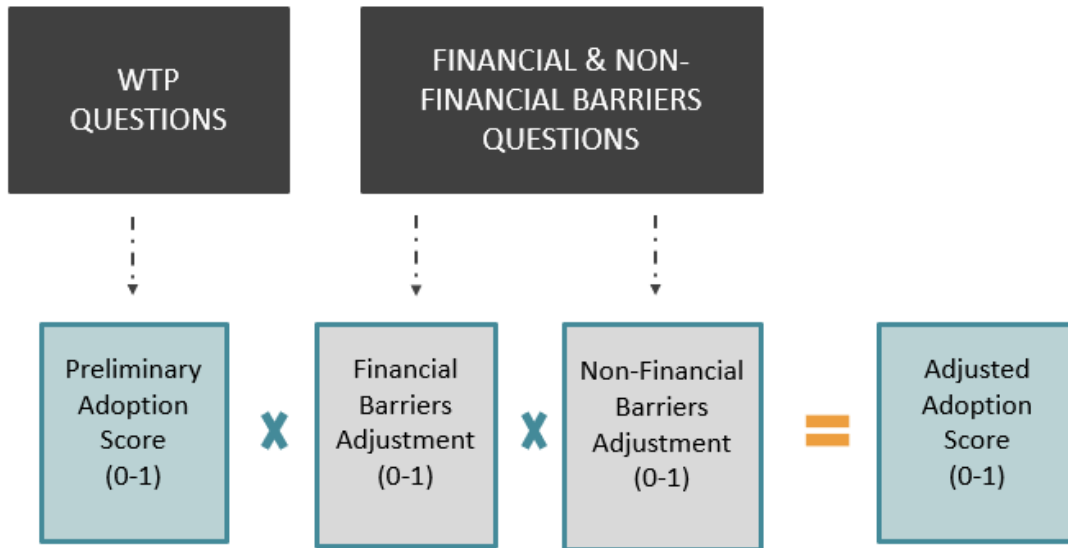 WTP
QUESTIONS
FINANCIAL & NON-
FINANCIAL BARRIERS
QUESTIONS
Preliminary
Adoption
Score
(0-1)
x
Financial
Barriers
Adjustment
(0-1)
x
Non-Financial
Barriers
Adjustment
(0-1)
=
Adjusted
Adoption
Score
(0-1)